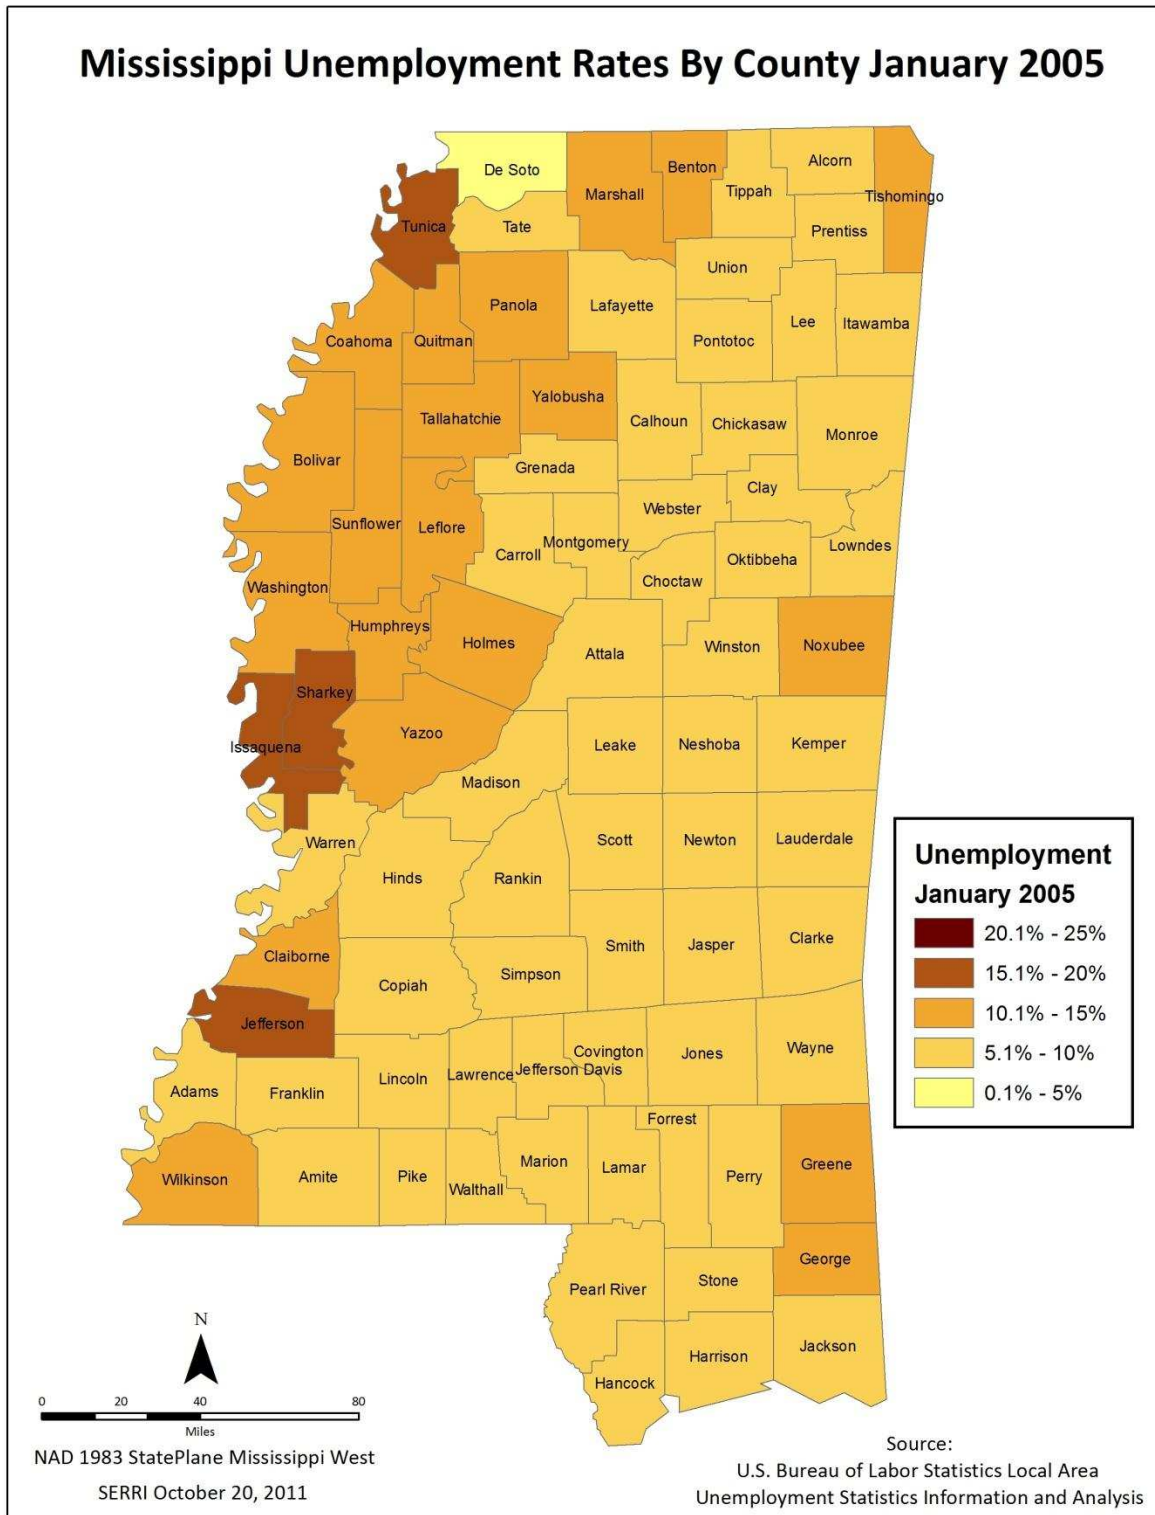 Mississippi Unemployment Rates By County January 2005
De Soto
Marshall
Benton
Tippah
Alcorn
Tishomingo
Tunica
Tate
Prentiss
Union
Panola
Lafayette
Pontotoc
Lee
Itawamba
Coahoma
Quitman
Yalobusha
Tallahatchie
Calhoun
Chickasaw
Monroe
Bolivar
Grenada
Sunflower
Leflore
Webster
Clay
Carroll
Montgomery
Choctaw
Oktibbeha
Lowndes
Washington
Humphreys
Holmes
Attala
Winston
Noxubee
Sharkey
Issaquena
Yazoo
Leake
Neshoba
Kemper
Madison
Warren
Hinds
Rankin
Scott
Newton
Lauderdale
Claiborne
Copiah
Simpson
Smith
Jasper
Clarke
Jefferson
Adams
Franklin
Lincoln
Lawrence
Jefferson Davis
Covington
Jones
Wayne
Wilkinson
Amite
Pike
Walthall
Marion
Lamar
Forrest
Perry
Greene
George
Pearl River
Stone
Hancock
Harrison
Jackson
Unemployment
January 2005
20.1% - 25%
15.1% - 20%
10.1% - 15%
5.1% - 10%
0.1% - 5%
N
0 20 40 80
Miles
NAD 1983 StatePlane Mississippi West
SERRI October 20, 2011
Source:
U.S. Bureau of Labor Statistics Local Area
Unemployment Statistics Information and Analysis